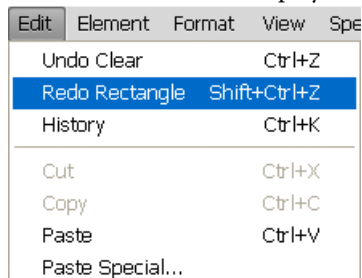 Edit Element Format View Spe
Undo Clear Ctrl+Z
Redo Rectangle Shift+Ctrl+Z
History Ctrl+K
Cut Ctrl+X
Copy Ctrl+C
Paste Ctrl+V
Paste Special...